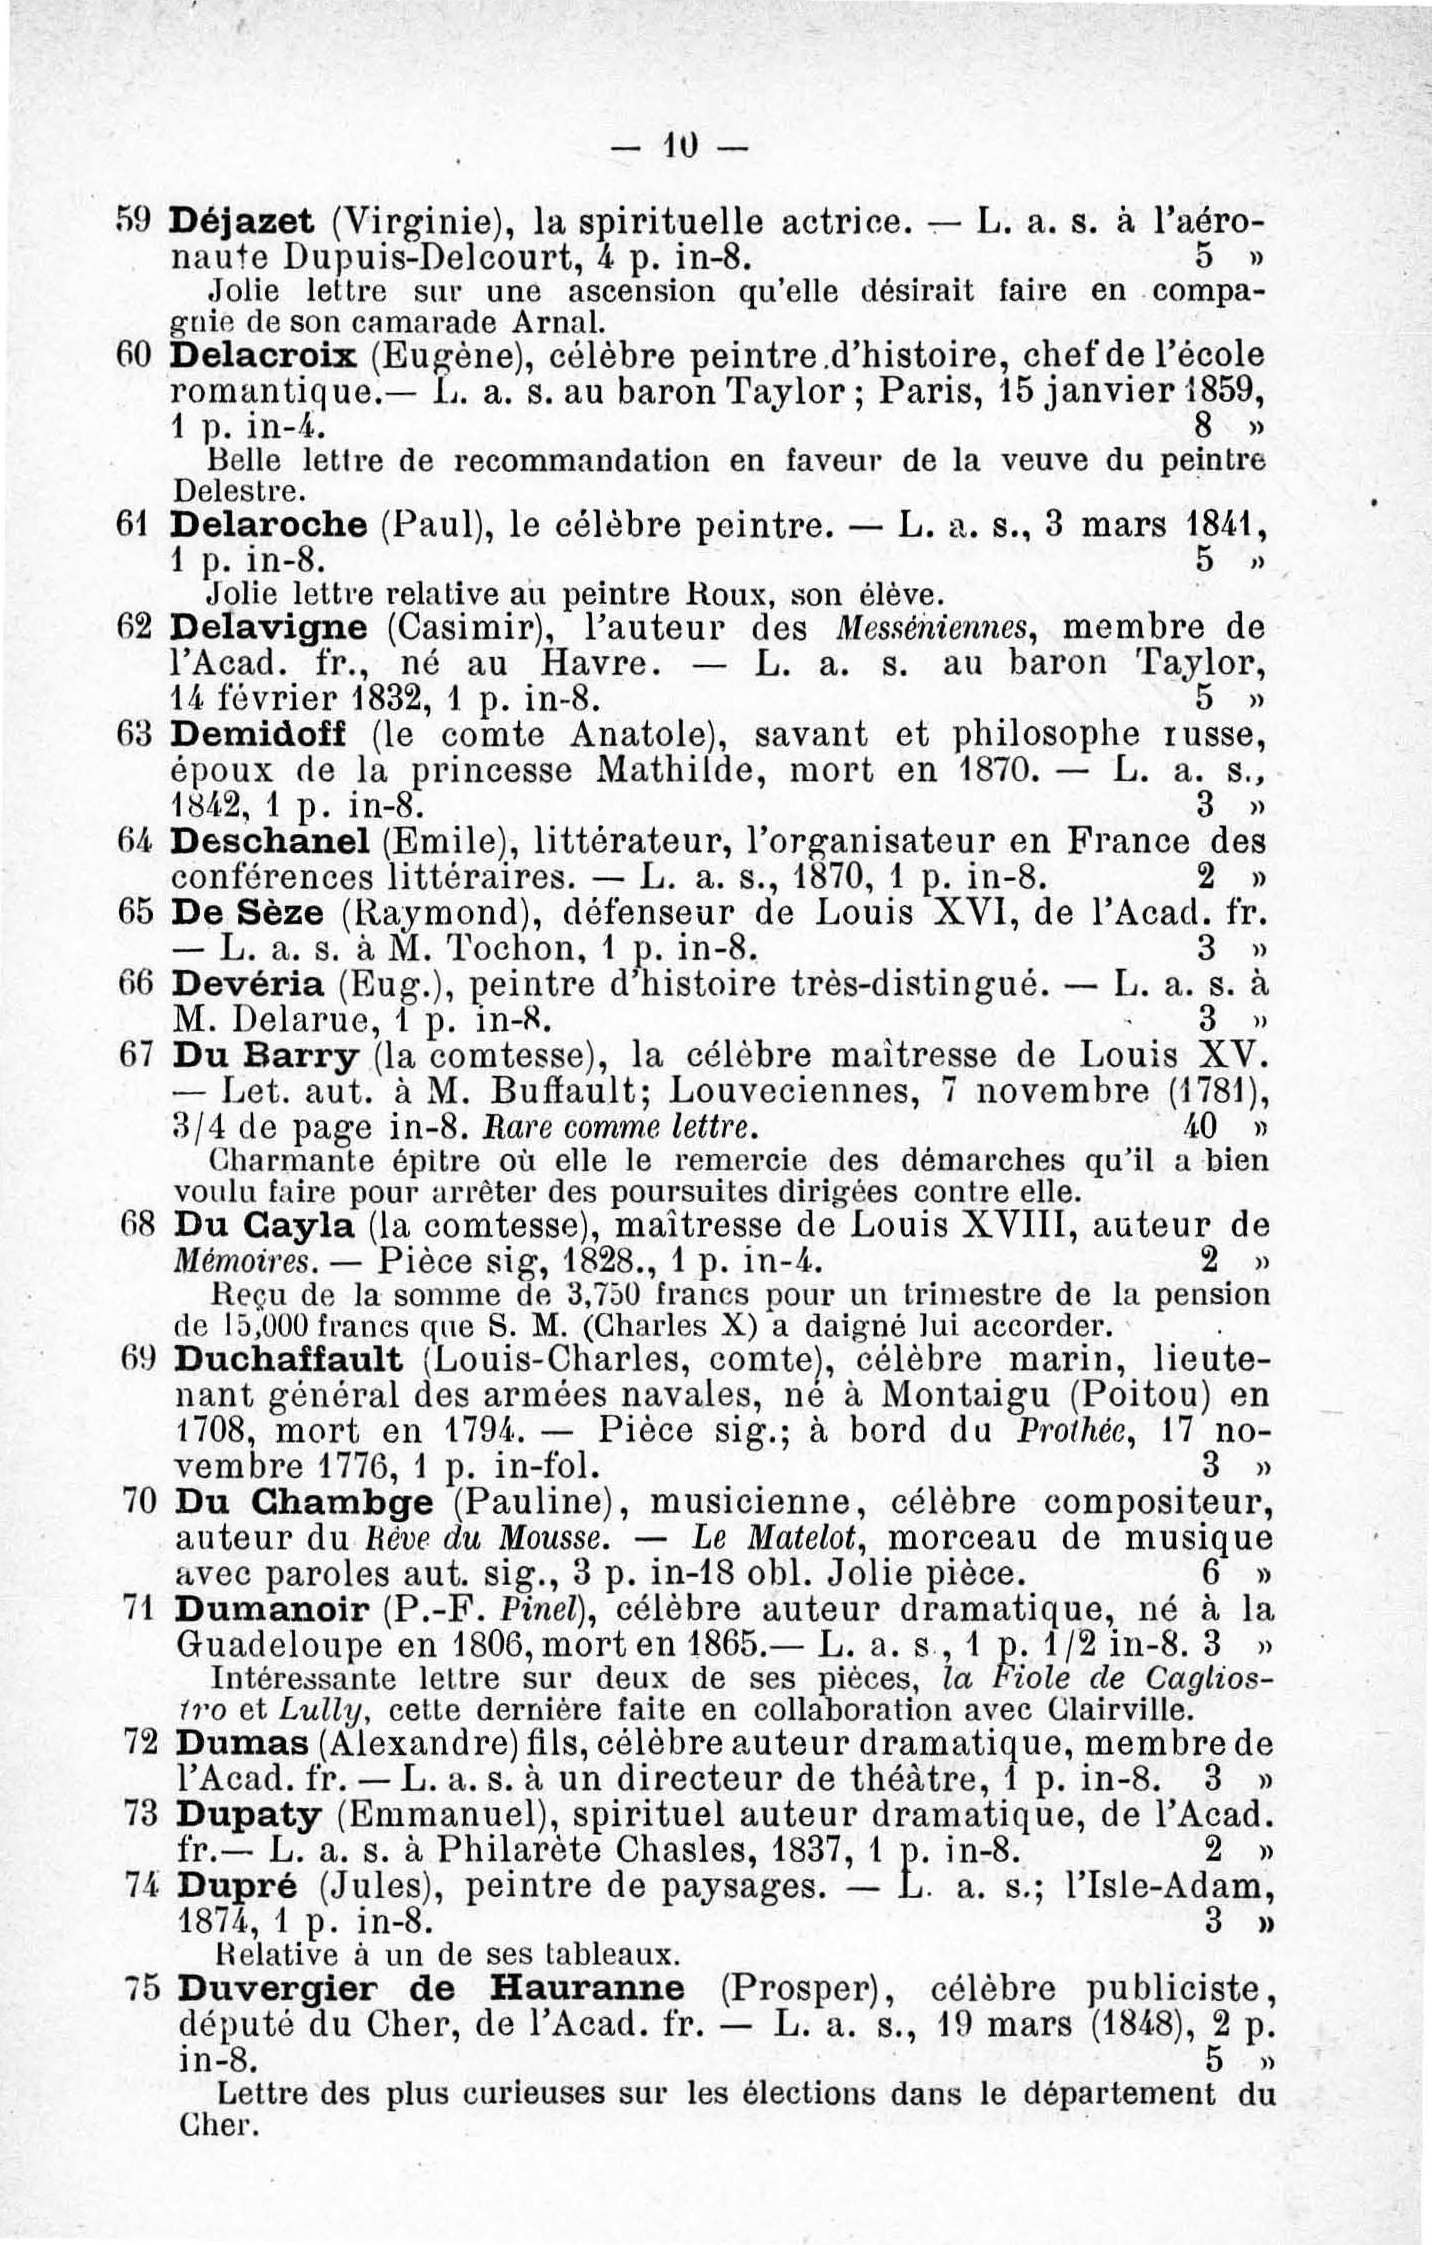 — 10 —
59 Déjazet (Virginie), la spirituelle actrice. — L. a. s. à l'aéro-
naute Dupuis-Delcourt, 4 p. in-8. 5 »
Jolie lettre sur une ascension qu'elle désirait faire en compa-
gnie de son camarade Arnal.
60 Delacroix (Eugène), célèbre peintre d'histoire, chef de l'école
romantique.— L. a. s. au baron Taylor ; Paris, 15 janvier 1859,
1 p. in-4. 8 »
Belle lettre de recommandation en faveur de la veuve du peintre
Delestre.
61 Delaroche (Paul), le célèbre peintre. — L. a. s., 3 mars 1841,
1 p. in-8. 5 »
Jolie lettre relative au peintre Roux, son élève.
62 Delavigne (Casimir), l'auteur des Messéniennes, membre de
l'Acad. fr., né au Havre. — L. a. s. au baron Taylor,
14 février 1832, 1 p. in-8. 5 »
63 Demidoff (le comte Anatole), savant et philosophe russe,
époux de la princesse Mathilde, mort en 1870. — L. a. s.,
1842, 1 p. in-8. 3 »
64 Deschanel (Emile), littérateur, l'organisateur en France des
conférences littéraires. — L. a. s., 1870, 1 p. in-8. 2 »
65 De Sèze (Raymond), défenseur de Louis XVI, de l'Acad. fr.
— L. a. s. à M. Tochon, 1 p. in-8. 3 »
66 Devéria (Eug.), peintre d'histoire très-distingué. — L. a. s. à
M. Delarue, 1 p. in-8. 3 »
67 Du Barry (la comtesse), la célèbre maîtresse de Louis XV.
— Let. aut. à M. Buffault; Louveciennes, 7 novembre (1781),
3/4 de page in-8. Rare comme lettre. 40 »
Charmante épître où elle le remercie des démarches qu'il a bien
voulu faire pour arrêter des poursuites dirigées contre elle.
68 Du Cayla (la comtesse), maîtresse de Louis XVIII, auteur de
Mémoires. — Pièce sig, 1828., 1 p. in-4. 2 »
Reçu de la somme de 3,750 francs pour un trimestre de la pension
de 15,000 francs que S. M. (Charles X) a daigné lui accorder.
69 Duchaffault (Louis-Charles, comte), célèbre marin, lieute-
nant général des armées navales, né à Montaigu (Poitou) en
1708, mort en 1794. — Pièce sig.; à bord du Prothée, 17 no-
vembre 1776, 1 p. in-fol. 3 »
70 Du Chambge (Pauline), musicienne, célèbre compositeur,
auteur du Rêve du Mousse. — Le Matelot, morceau de musique
avec paroles aut. sig., 3 p. in-18 obl. Jolie pièce. 6 »
71 Dumanoir (P.-F. Pinel), célèbre auteur dramatique, né à la
Guadeloupe en 1806, mort en 1865.— L. a. s., 1 p. 1/2 in-8. 3 »
Intéressante lettre sur deux de ses pièces, la Fiole de Caglios-
tro et Lully, cette dernière faite en collaboration avec Clairville.
72 Dumas (Alexandre) fils, célèbre auteur dramatique, membre de
l'Acad. fr. — L. a. s. à un directeur de théâtre, 1 p. in-8. 3 »
73 Dupaty (Emmanuel), spirituel auteur dramatique, de l'Acad.
fr.— L. a. s. à Philarète Chasles, 1837, 1 p. in-8. 2 »
74 Dupré (Jules), peintre de paysages. — L. a. s.; l'Isle-Adam,
1874, 1 p. in-8. 3 »
Relative à un de ses tableaux.
75 Duvergier de Hauranne (Prosper), célèbre publiciste,
député du Cher, de l'Acad. fr. — L. a. s., 19 mars (1848), 2 p.
in-8. 5 »
Lettre des plus curieuses sur les élections dans le département du
Cher.